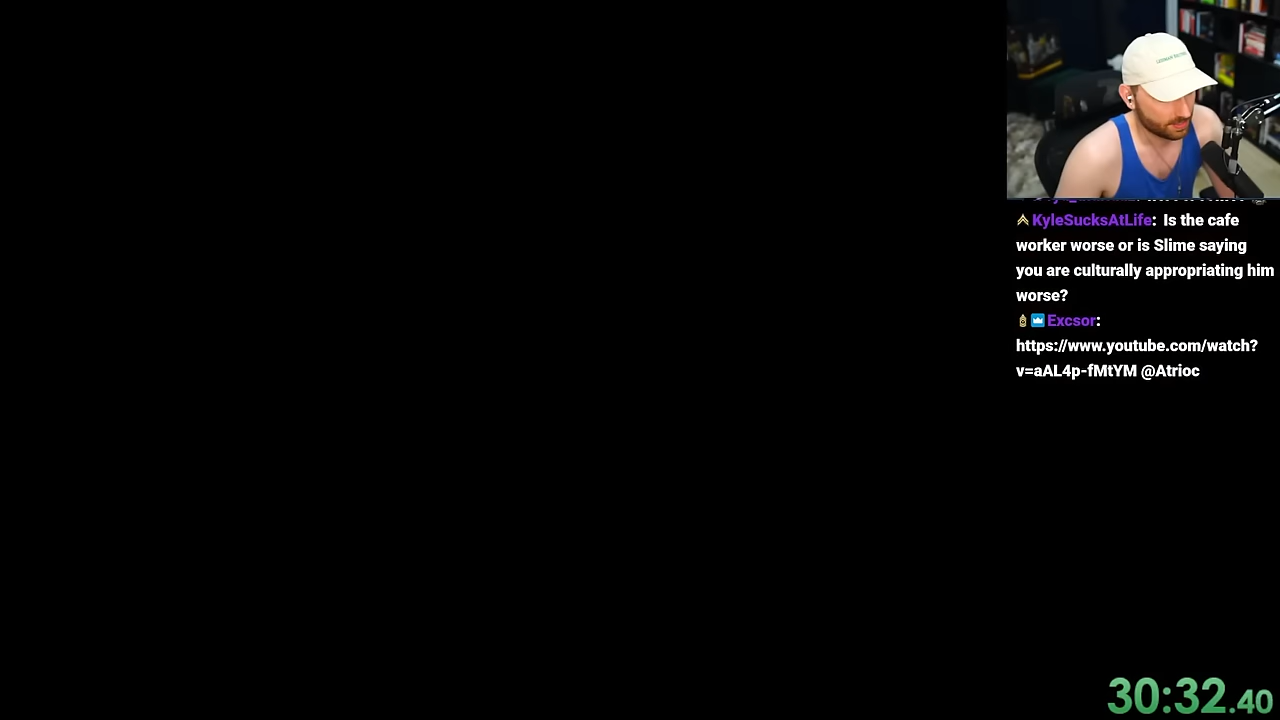 KyleSucksAtLife: Is the cafe
worker worse or is Slime saying
you are culturally appropriating him
worse?
Excsor:
https://www.youtube.com/watch?
v=aAL4p-fMtYM @Atrioc
30:32.40